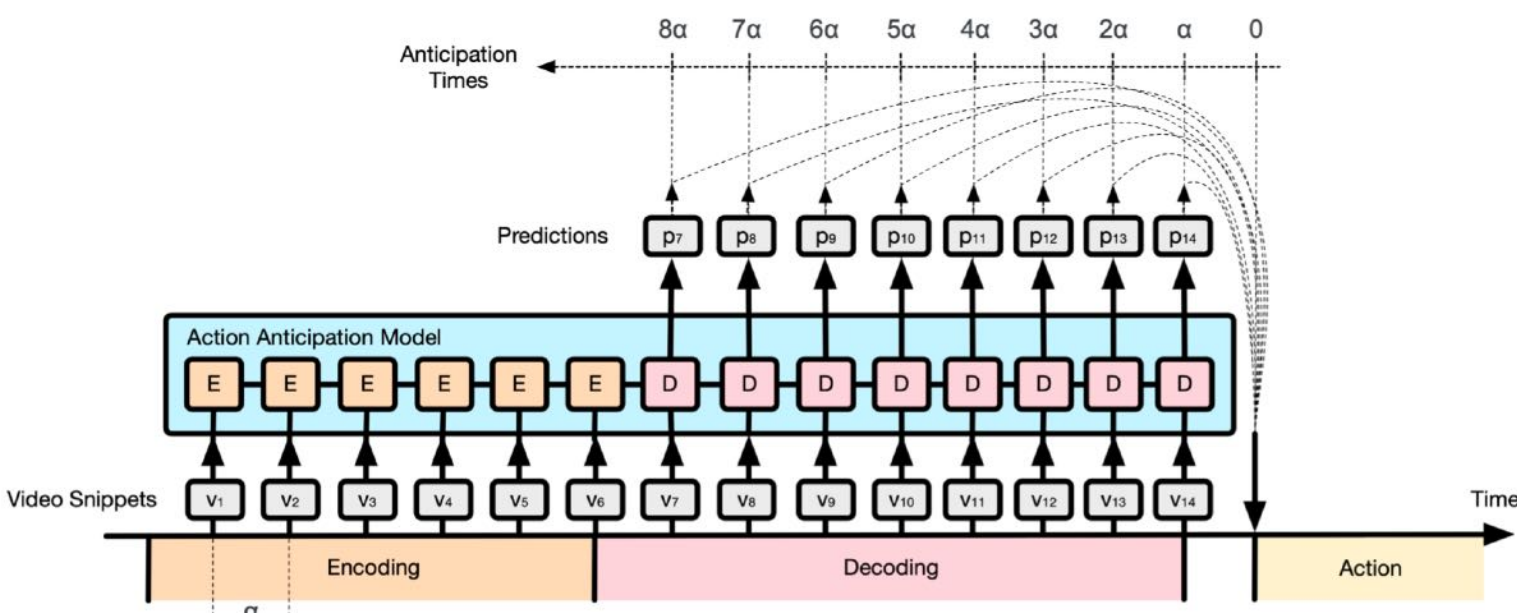 8α 7α 6α 5α 4α 3α 2α α 0
Anticipation
Times
Predictions
p7 p8 p9 p10 p11 p12 p13 p14
Action Anticipation Model
E E E E E E D D D D D D D D
Video Snippets
v1 v2 v3 v4 v5 v6 v7 v8 v9 v10 v11 v12 v13 v14
Time
Encoding Decoding Action
α